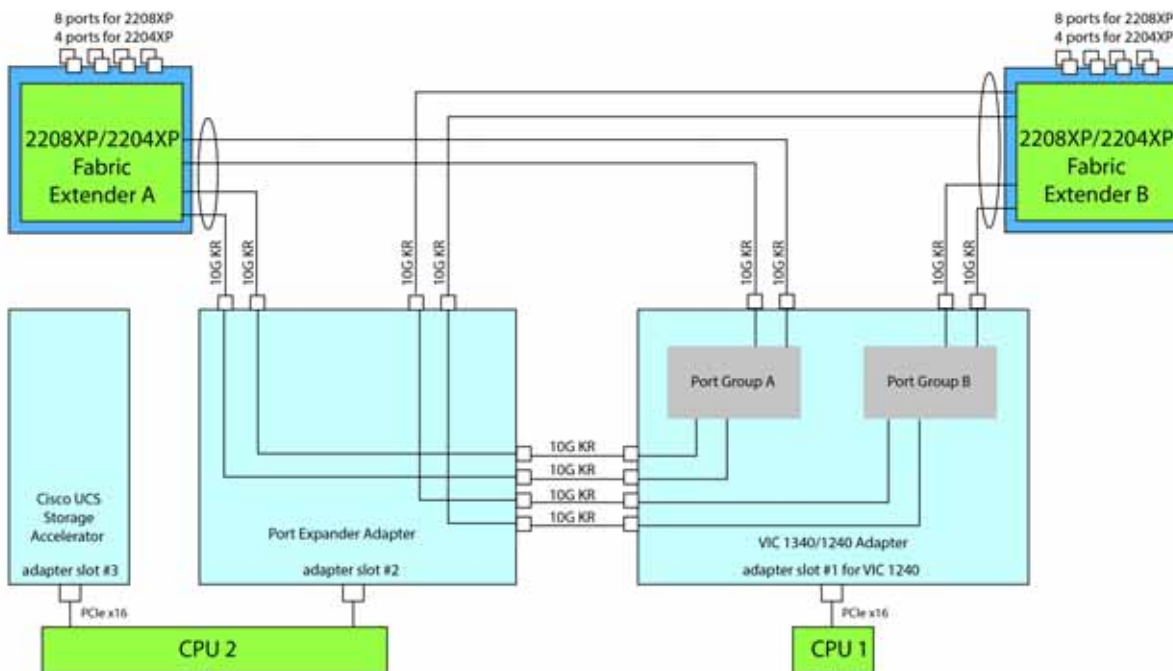 8 ports for 2208XP
4 ports for 2204XP
8 ports for 2208XP
4 ports for 2204XP
2208XP/2204XP
Fabric
Extender A
2208XP/2204XP
Fabric
Extender B
10G KR
10G KR
10G KR
10G KR
10G KR
10G KR
10G KR
10G KR
Port Group A
Port Group B
10G KR
10G KR
10G KR
10G KR
Cisco UCS
Storage
Accelerator
adapter slot #3
Port Expander Adapter
adapter slot #2
VIC 1340/1240 Adapter
adapter slot #1 for VIC 1240
PCIe x16
PCIe x16
CPU 2
CPU 1